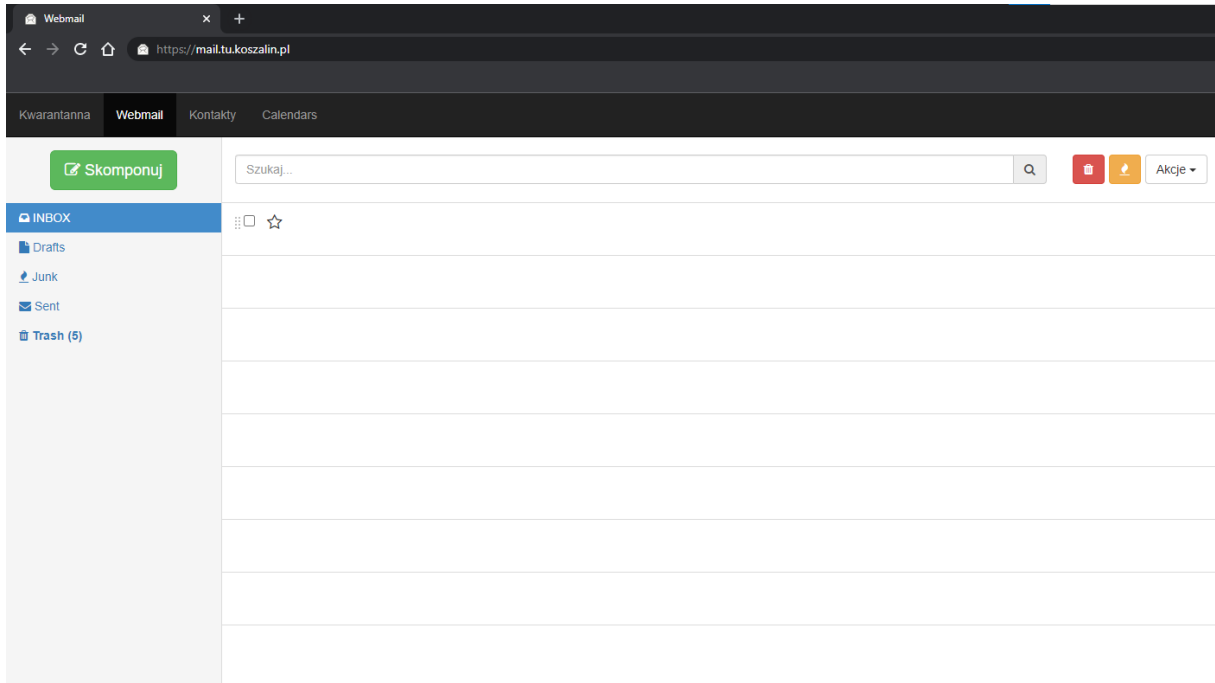 Webmail
https://mail.tu.koszalin.pl
Kwarantanna Webmail Kontakty Calendars
Skomponuj
Szukaj...
Akcje
INBOX
Drafts
Junk
Sent
Trash (5)